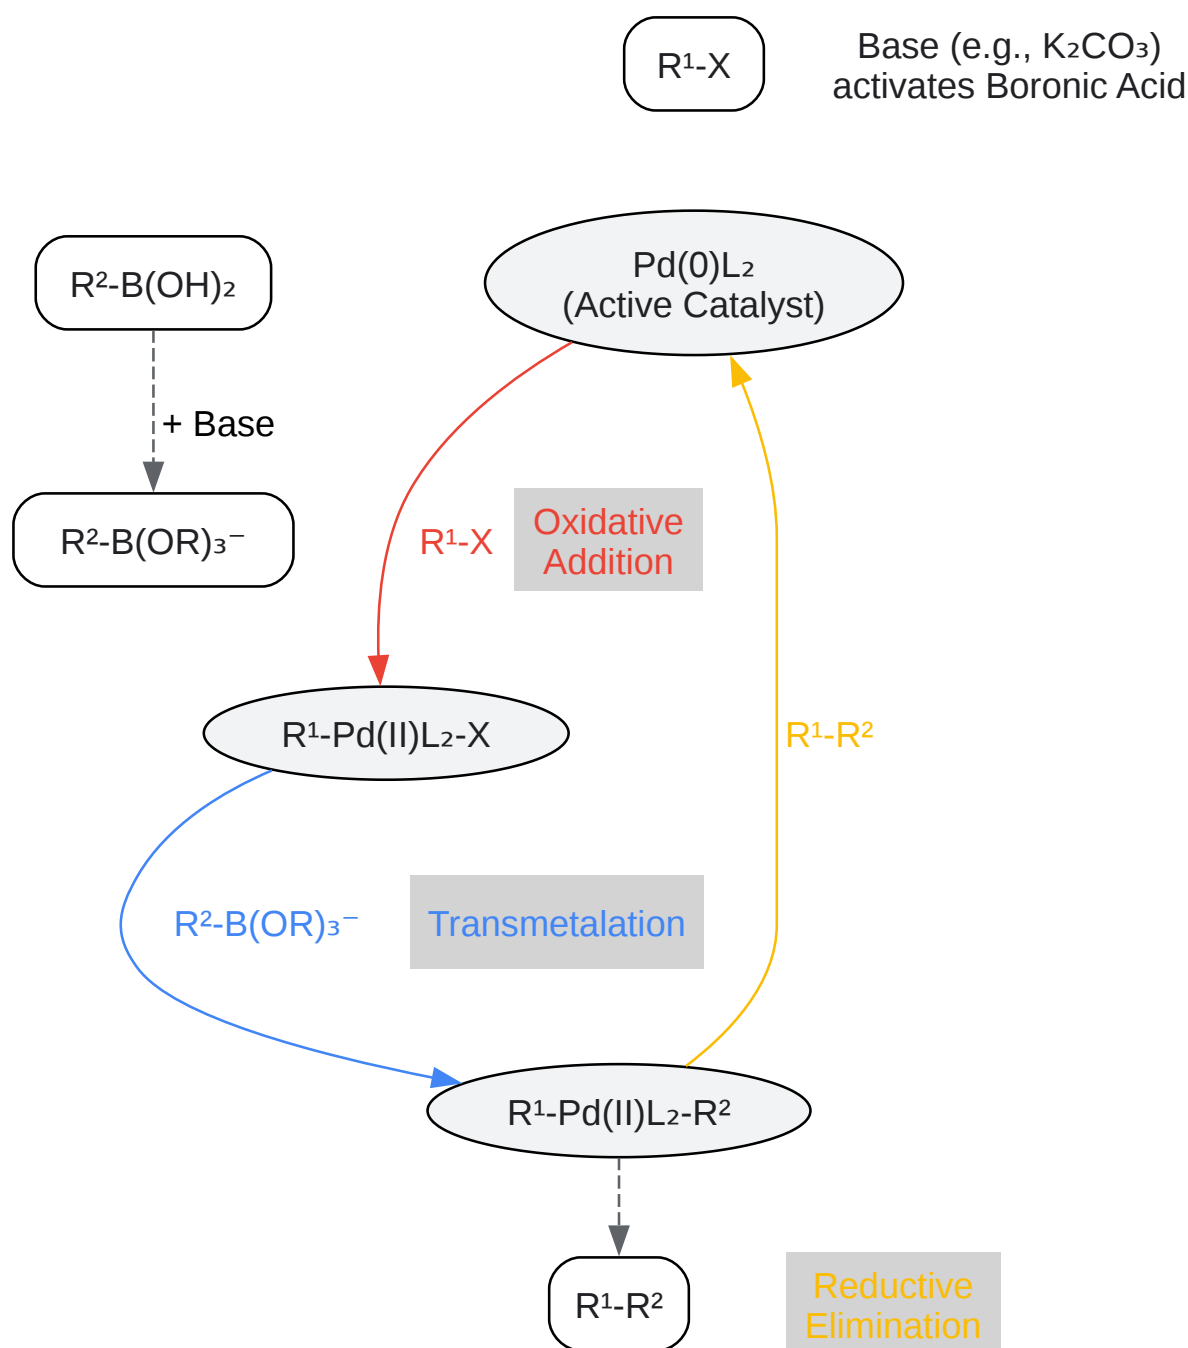 R¹-X
Base (e.g., K₂CO₃)
activates Boronic Acid
R²-B(OH)₂
Pd(0)L₂
(Active Catalyst)
+ Base
R²-B(OR)₃⁻
R¹-X
Oxidative
Addition
R¹-Pd(II)L₂-X
R¹-R²
R²-B(OR)₃⁻
Transmetalation
R¹-Pd(II)L₂-R²
R¹-R²
Reductive
Elimination